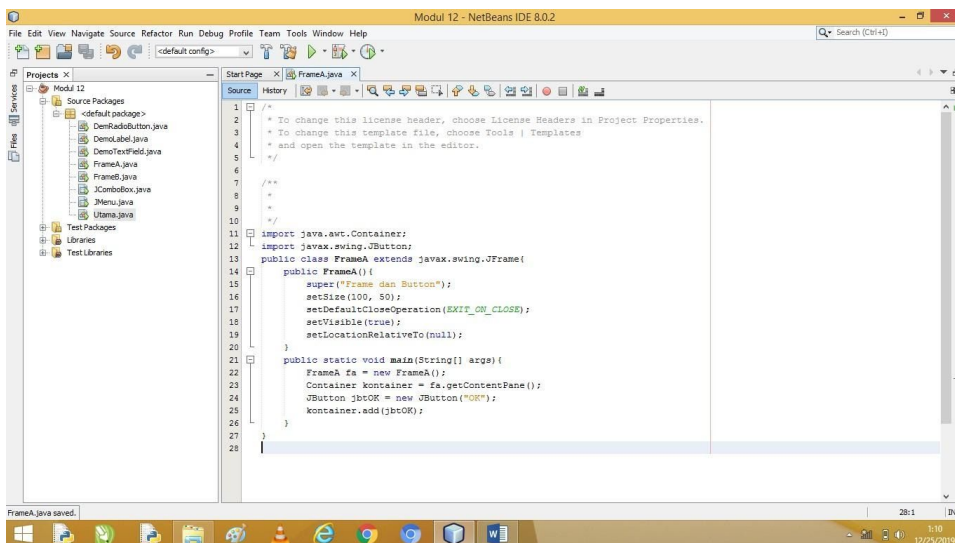 Modul 12 - NetBeans IDE 8.0.2
File Edit View Navigate Source Refactor Run Debug Profile Team Tools Window Help
Search (Ctrl+I)
<default config>
Projects
Services
Files
Modul 12
Source Packages
<default package>
DemRadioButton.java
DemoLabel.java
DemoTextField.java
FrameA.java
FrameB.java
JComboBox.java
JMenu.java
Utama.java
Test Packages
Libraries
Test Libraries
Start Page FrameA.java
Source History
1 /*
2 * To change this license header, choose License Headers in Project Properties.
3 * To change this template file, choose Tools | Templates
4 * and open the template in the editor.
5 */
6
7 /**
8 *
9 *
10 */
11 import java.awt.Container;
12 import javax.swing.JButton;
13 public class FrameA extends javax.swing.JFrame{
14 public FrameA(){
15 super("Frame dan Button");
16 setSize(100, 50);
17 setDefaultCloseOperation(EXIT_ON_CLOSE);
18 setVisible(true);
19 setLocationRelativeTo(null);
20 }
21 public static void main(String[] args){
22 FrameA fa = new FrameA();
23 Container kontainer = fa.getContentPane();
24 JButton jbtOK = new JButton("OK");
25 kontainer.add(jbtOK);
26 }
27 }
28
FrameA.java saved.
28:1
1:10
12/25/2019